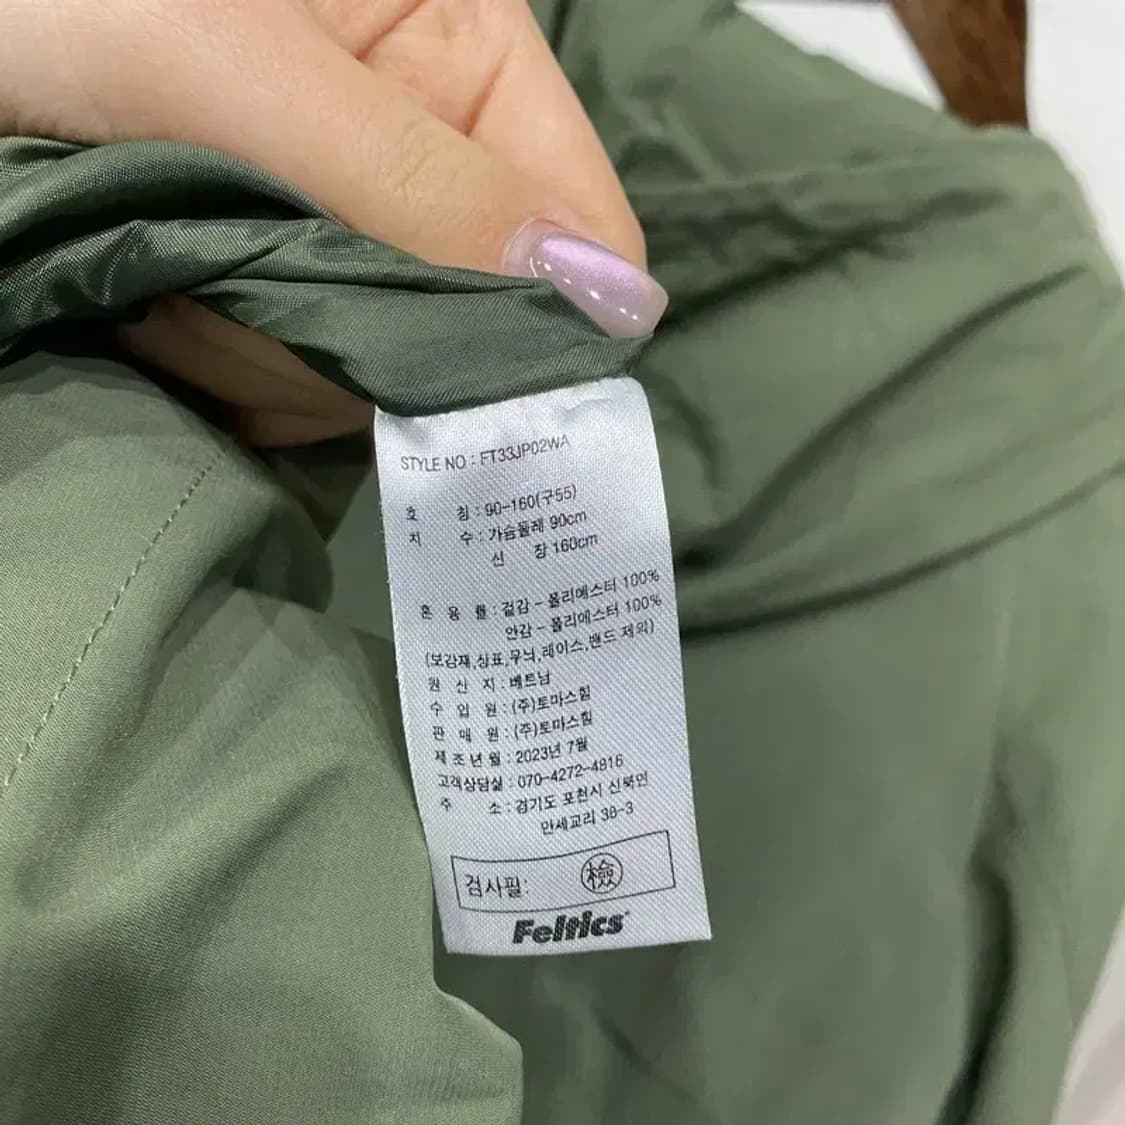 STYLE NO : FT33JP02WA
호 칭 : 90-160(구55)
치 수 : 가슴둘레 90cm
신 장 160cm
혼 용 률 : 겉감 - 폴리에스터 100%
안감 - 폴리에스터 100%
(보강재,상표,무늬,레이스,밴드 제외)
원 산 지 : 베트남
수 입 원 : (주)토마스힘
판 매 원 : (주)토마스힘
제 조 년 월 : 2023년 7월
고객상담실 : 070-4272-4816
주 소 : 경기도 포천시 신북면
만세교리 38-3
검사필: 檢
Feltics